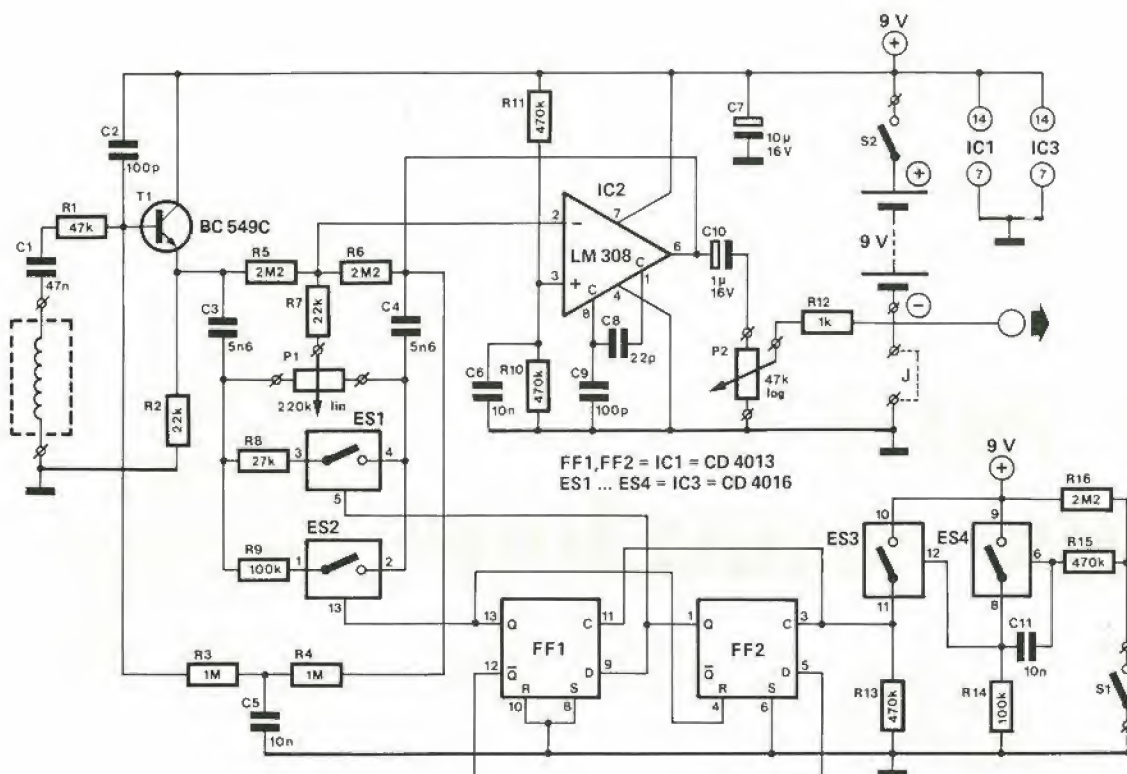 9 V
+
R11
470k
C7
10µ
16V
S2
14
IC1
7
14
IC3
7
C2
100p
T1
BC 549C
R1
47k
C1
47n
+
9 V
−
IC2
LM 308
2
−
3
+
7
6
C
1
4
C
8
C10
1µ
16V
R5
2M2
R6
2M2
R7
22k
C3
5n6
C4
5n6
P1
220k
lin
R2
22k
C8
22p
C9
100p
C6
10n
R10
470k
R12
1k
P2
47k
log
J
ES1
R8
27k
3
4
5
ES2
R9
100k
1
2
13
FF1,FF2 = IC1 = CD 4013
ES1 ... ES4 = IC3 = CD 4016
9 V
+
R16
2M2
10
ES3
12
11
9
ES4
6
8
R15
470k
C11
10n
S1
R13
470k
R14
100k
13
Q
C
11
12
Q̅
FF1
D
9
R
S
10
8
1
Q
C
3
Q̅
FF2
D
5
R
S
4
6
R3
1M
R4
1M
C5
10n